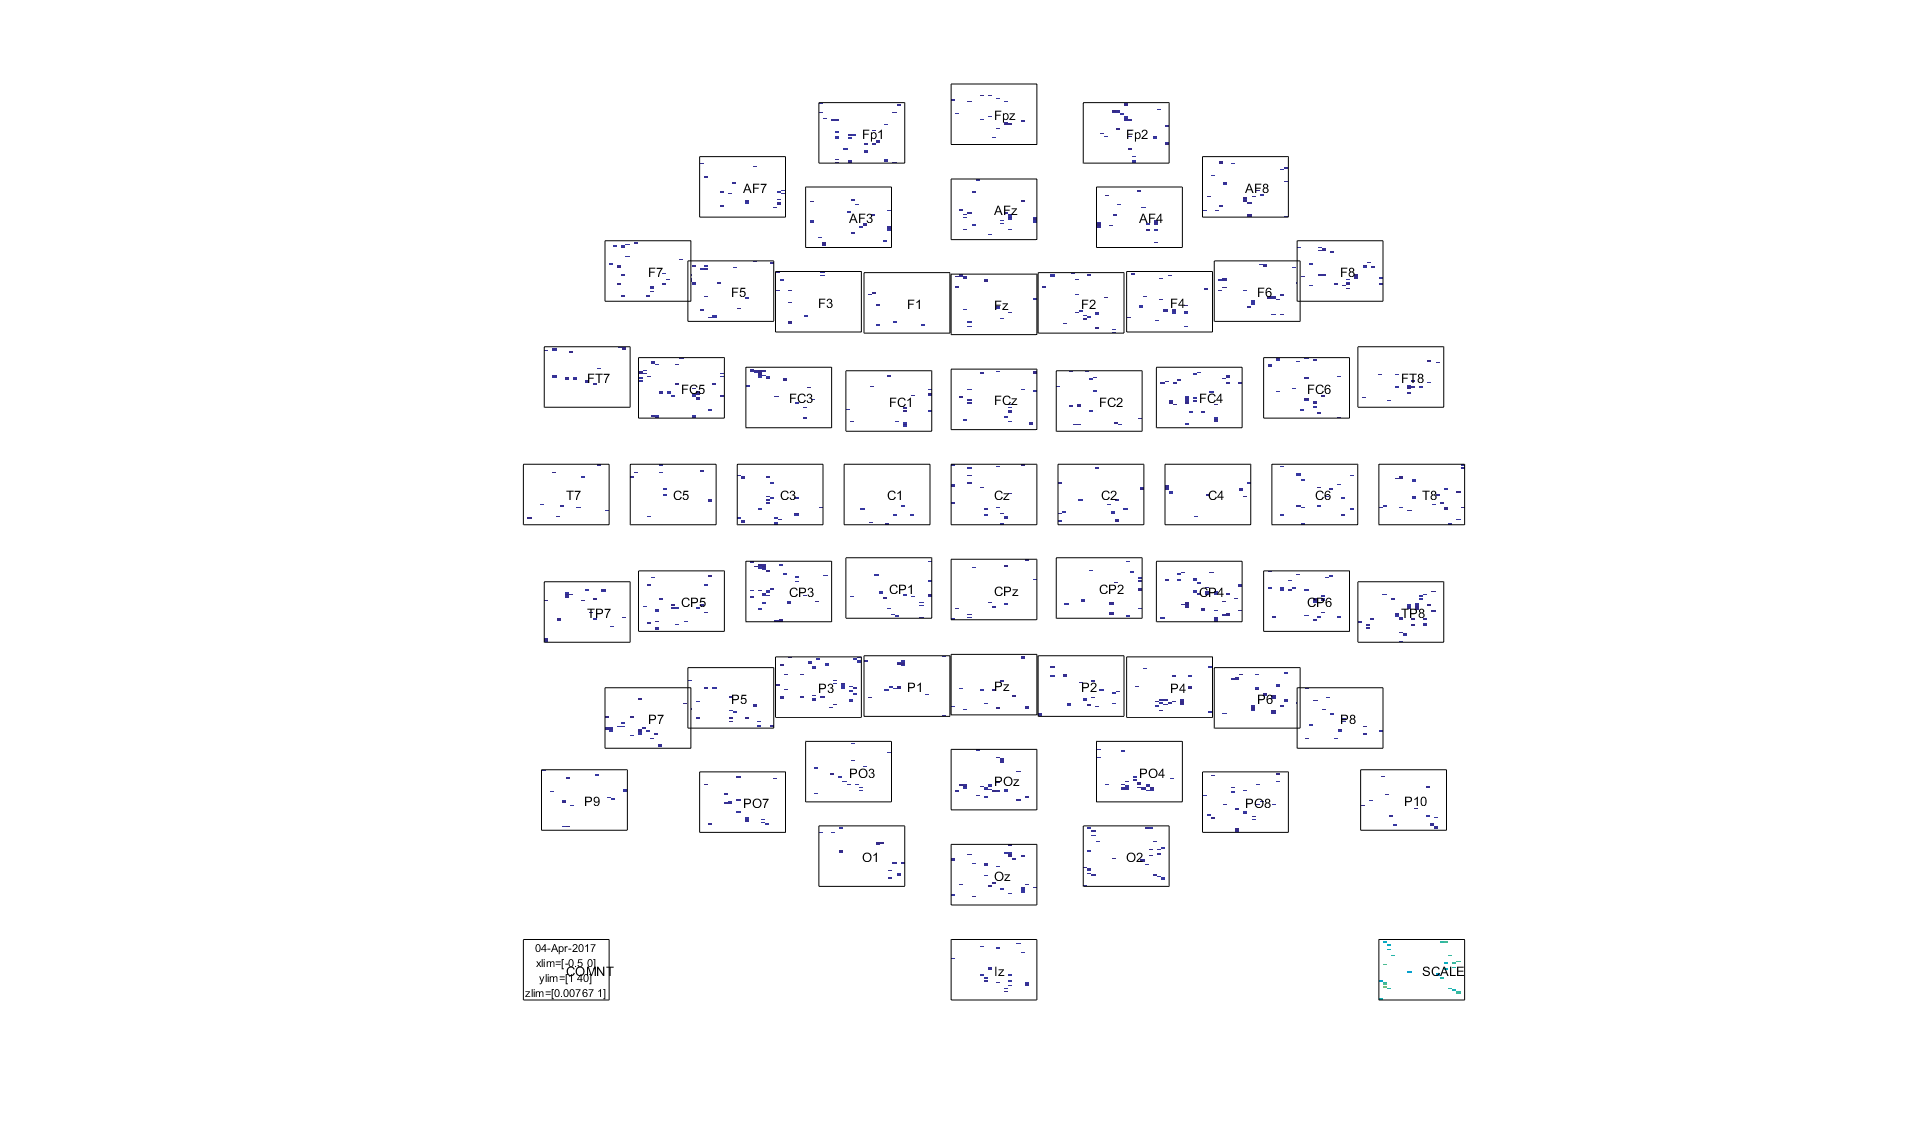 Fpz
Fp1
Fp2
AF7
AF8
AFz
AF3
AF4
F7
F8
F5
F6
F3
F1
Fz
F2
F4
FT7
FT8
FC5
FC6
FC3
FC4
FC1
FCz
FC2
T7
C5
C3
C1
Cz
C2
C4
C6
T8
CP1
CPz
CP2
CP3
CP4
CP5
CP6
TP7
TP8
P3
P1
Pz
P2
P4
P5
P6
P7
P8
PO3
POz
PO4
P9
PO7
PO8
P10
O1
O2
Oz
04-Apr-2017
xlim=[-0.5 0]
COMNT
Iz
SCALE
ylim=[1 40]
zlim=[0.00767 1]